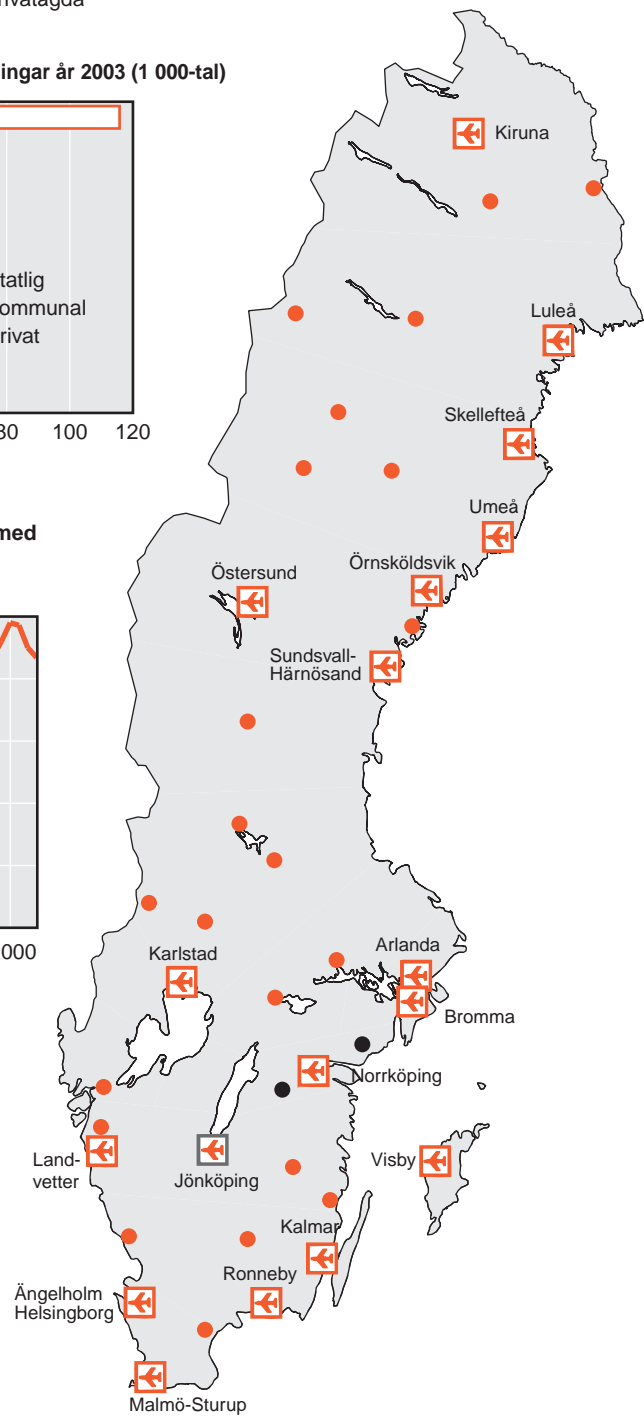 ivatägda
ingar år 2003 (1 000-tal)
tatlig
ommunal
rivat
80 100 120
med
000
Kiruna
Luleå
Skellefteå
Umeå
Örnsköldsvik
Östersund
Sundsvall-
Härnösand
Karlstad
Arlanda
Bromma
Norrköping
Land-
vetter
Jönköping
Visby
Kalmar
Ronneby
Ängelholm
Helsingborg
Malmö-Sturup